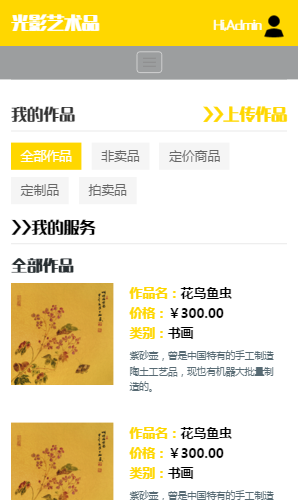 光影艺术品
Hi,Admin
我的作品
上传作品
全部作品
非卖品
定价商品
定制品
拍卖品
我的服务
全部作品
作品名：花鸟鱼虫
价格：￥300.00
类别：书画
紫砂壶，曾是中国特有的手工制造
陶土工艺品，现也有机器大批量制
造的。
作品名：花鸟鱼虫
价格：￥300.00
类别：书画
紫砂壶，曾是中国特有的手工制造